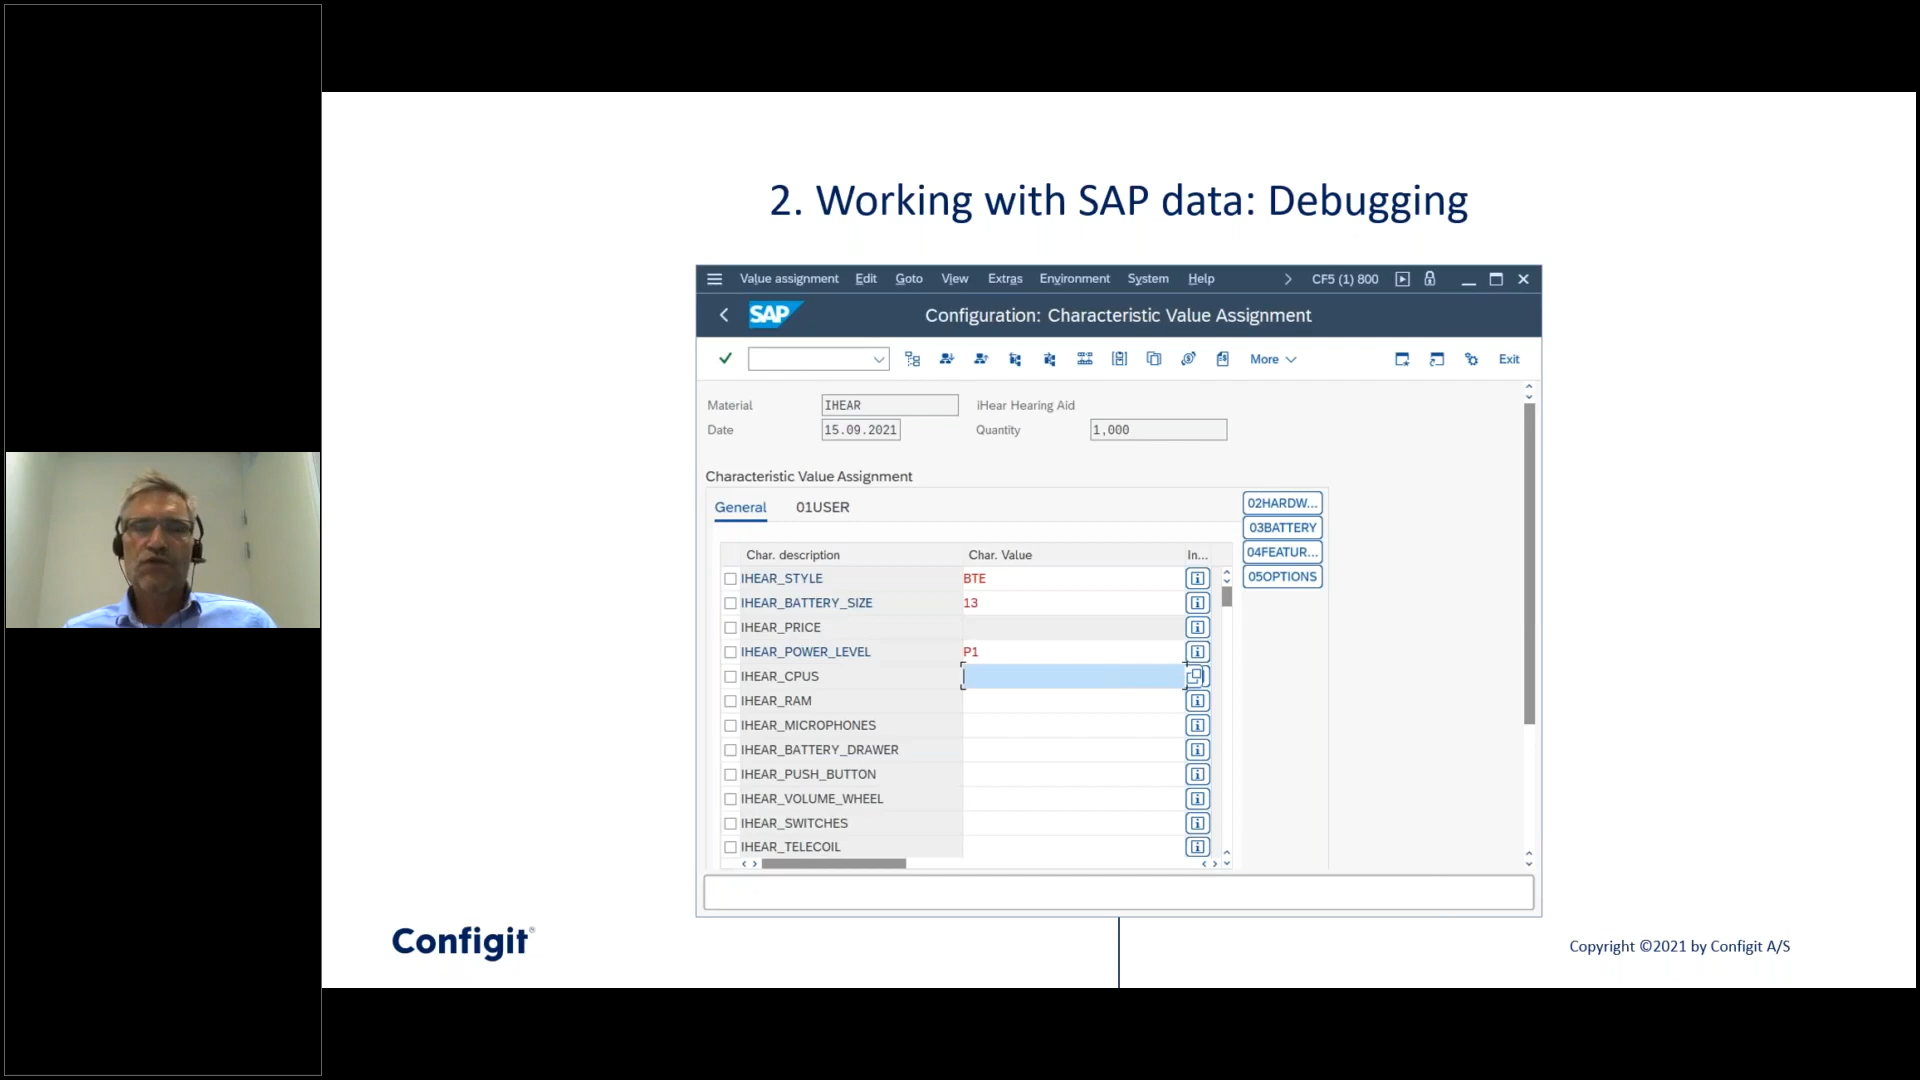 2. Working with SAP data: Debugging
Value assignment Edit Goto View Extras Environment System Help CF5 (1) 800
SAP Configuration: Characteristic Value Assignment
More Exit
Material IHEAR iHear Hearing Aid
Date 15.09.2021 Quantity 1,000
Characteristic Value Assignment
General 01USER
02HARDW...
03BATTERY
04FEATUR...
05OPTIONS
Char. description Char. Value In...
IHEAR_STYLE BTE
IHEAR_BATTERY_SIZE 13
IHEAR_PRICE
IHEAR_POWER_LEVEL P1
IHEAR_CPUS
IHEAR_RAM
IHEAR_MICROPHONES
IHEAR_BATTERY_DRAWER
IHEAR_PUSH_BUTTON
IHEAR_VOLUME_WHEEL
IHEAR_SWITCHES
IHEAR_TELECOIL
Configit®
Copyright ©2021 by Configit A/S